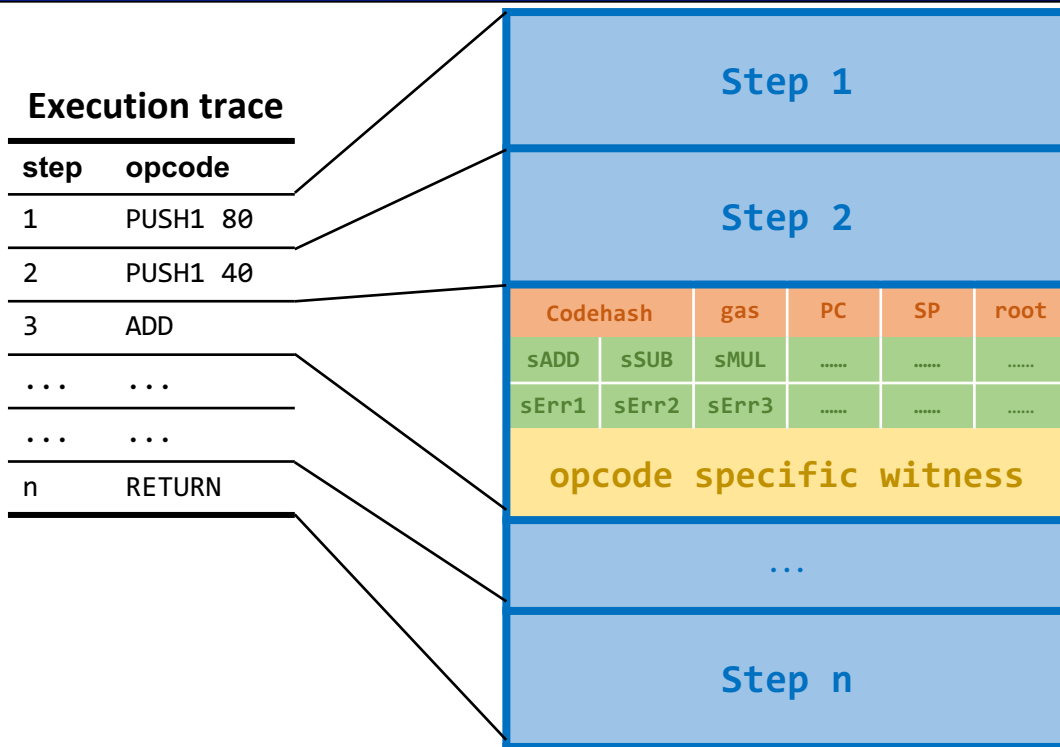 Execution trace
step opcode
1 PUSH1 80
2 PUSH1 40
3 ADD
... ...
... ...
n RETURN
Step 1
Step 2
Codehash gas PC SP root
sADD sSUB sMUL …… …… ……
sErr1 sErr2 sErr3 …… …… ……
opcode specific witness
...
Step n